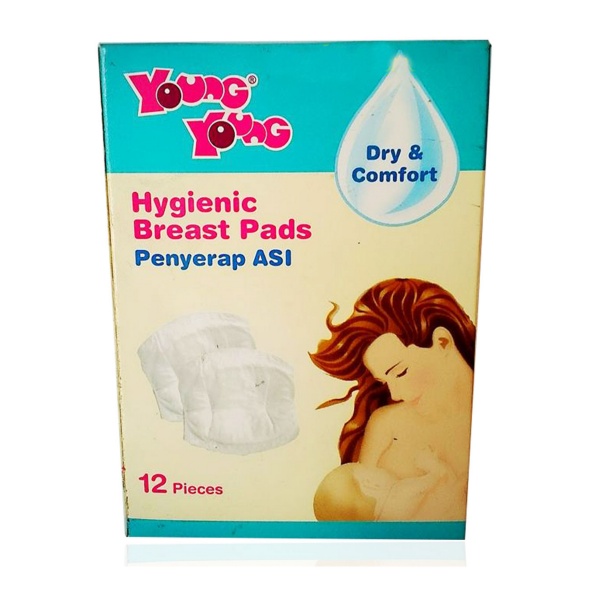 Young®
Young
Dry &
Comfort
Hygienic
Breast Pads
Penyerap ASI
12 Pieces